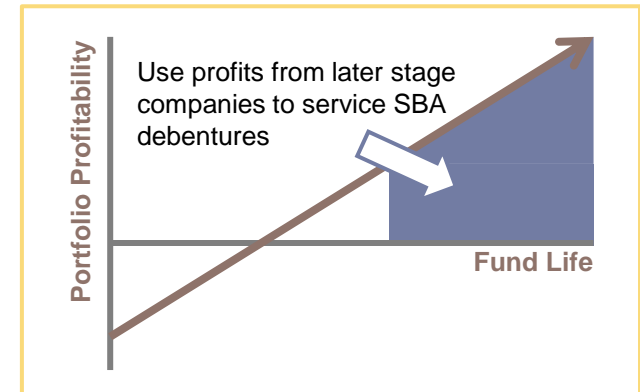 Portfolio Profitability
Use profits from later stage
companies to service SBA
debentures
Fund Life